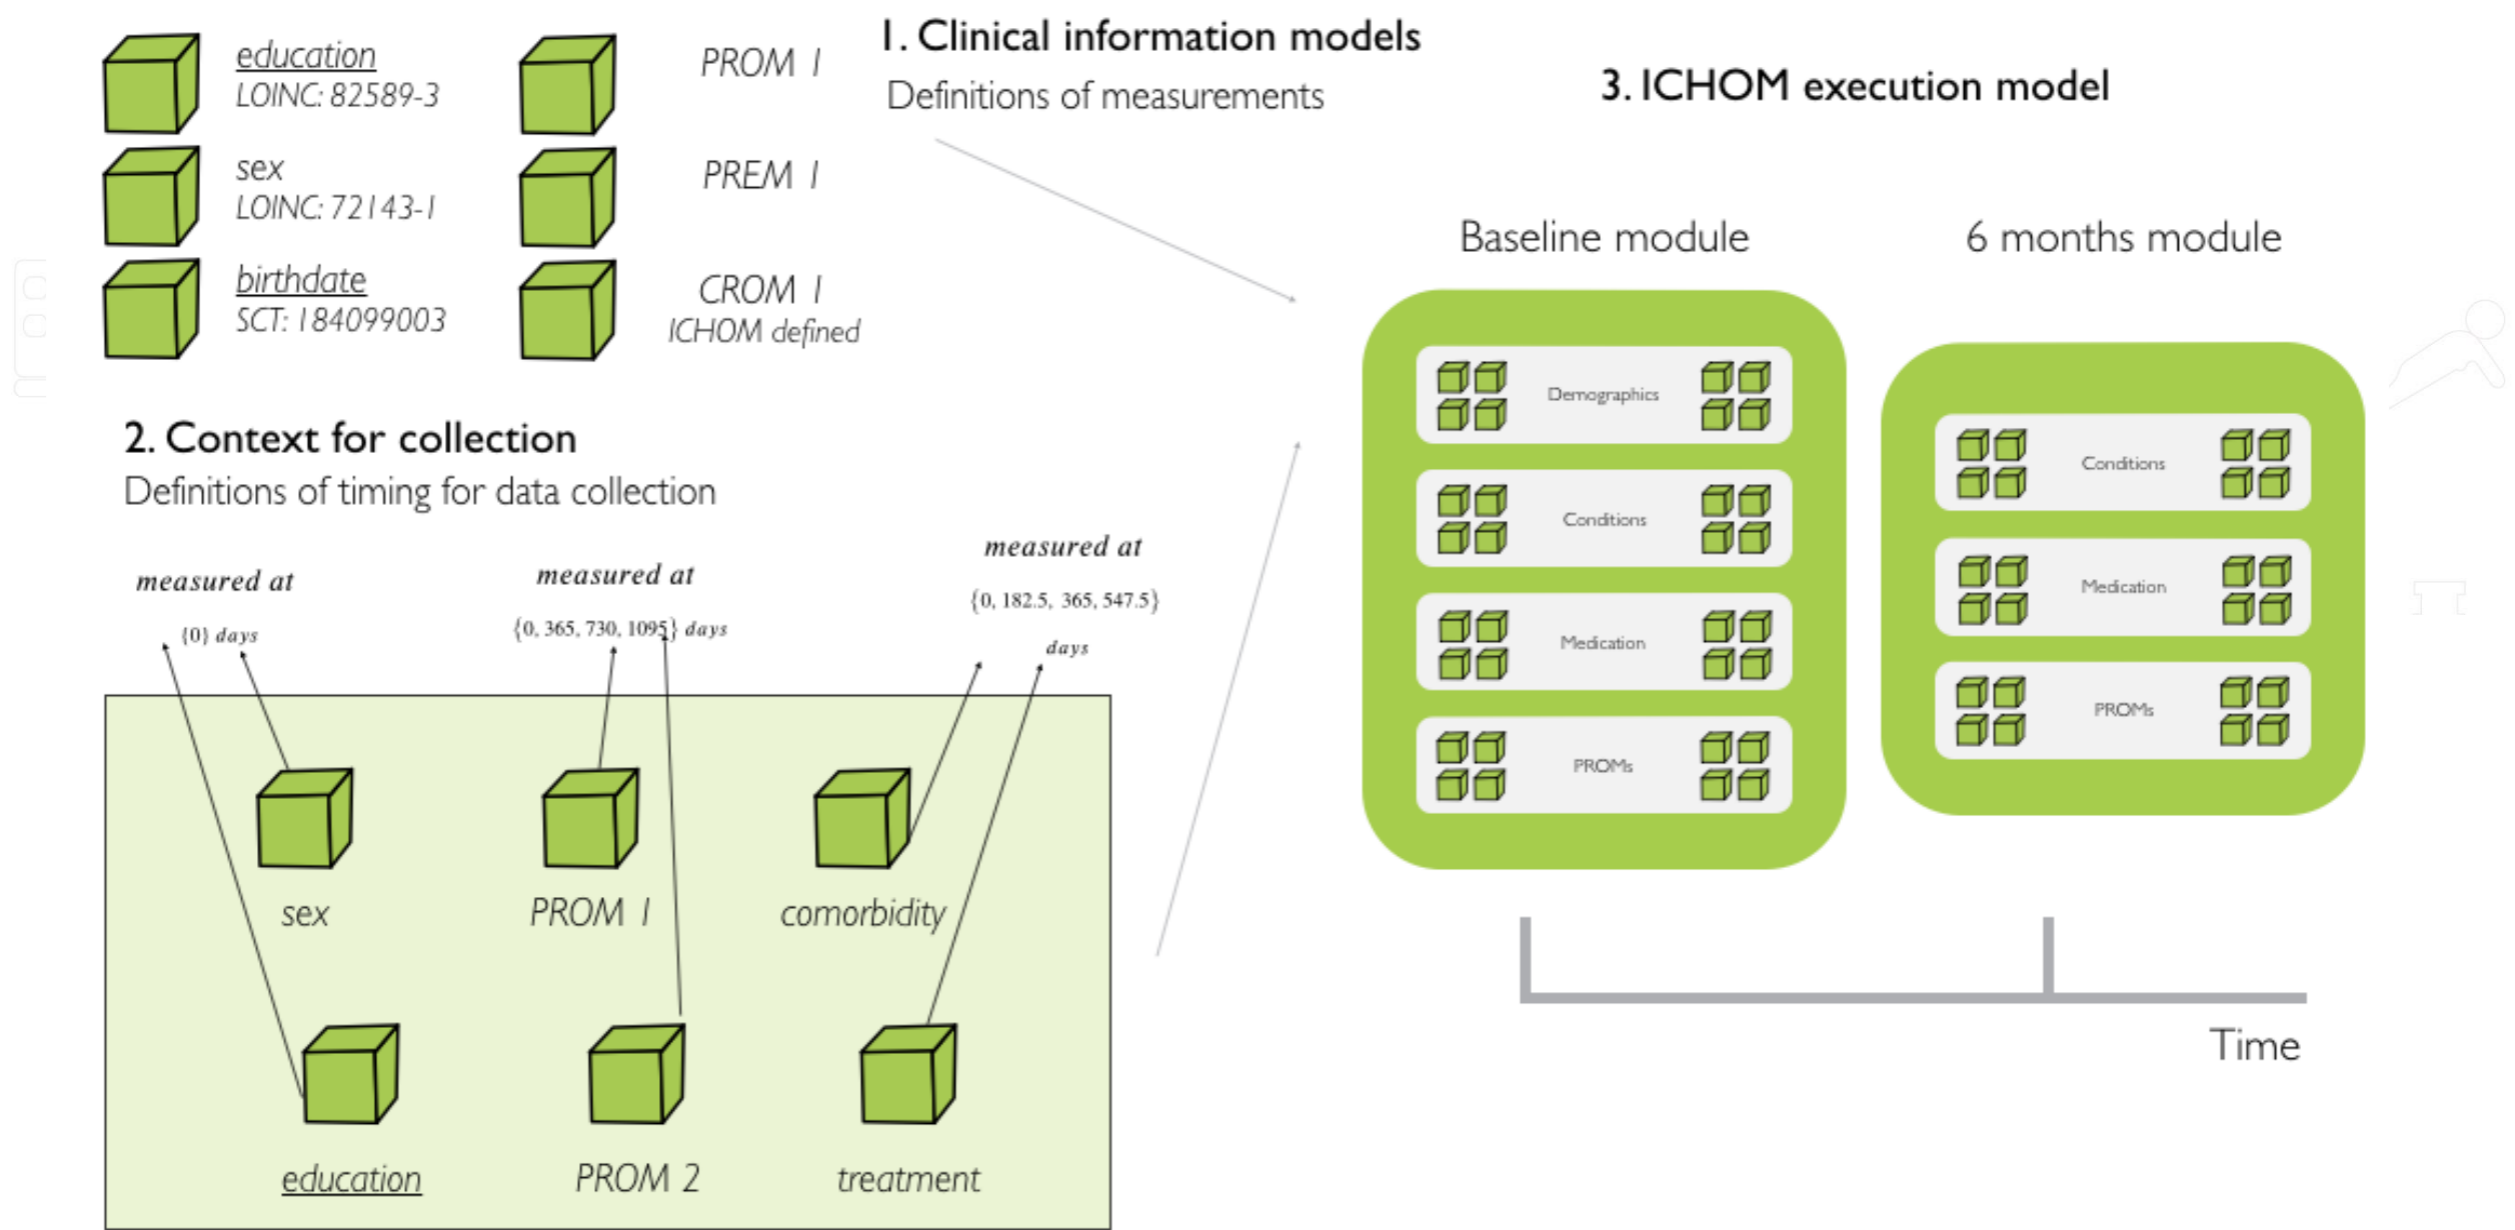 education
LOINC: 82589-3
sex
LOINC: 72143-1
birthdate
SCT: 184099003
PROM 1
PREM 1
CROM 1
ICHOM defined
1. Clinical information models
Definitions of measurements
2. Context for collection
Definitions of timing for data collection
measured at
{0} days
measured at
{0, 365, 730, 1095} days
measured at
{0, 182.5, 365, 547.5}
days
sex
PROM 1
comorbidity
education
PROM 2
treatment
3. ICHOM execution model
Baseline module
Demographics
Conditions
Medication
PROMs
6 months module
Conditions
Medication
PROMs
Time